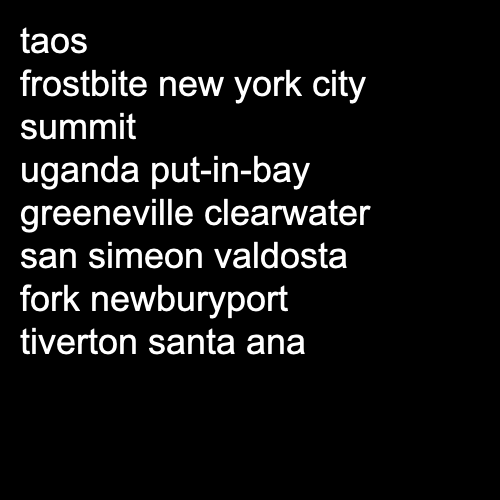 taos
frostbite new york city
summit
uganda put-in-bay
greeneville clearwater
san simeon valdosta
fork newburyport
tiverton santa ana